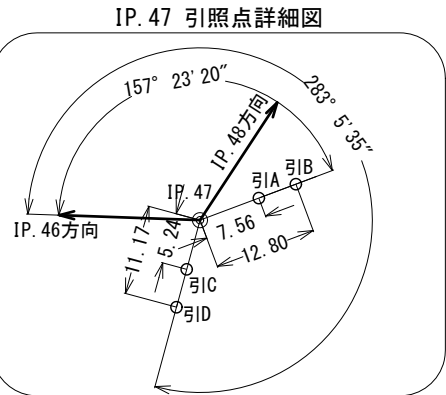 IP.47 引照点詳細図
157° 23′20″
283° 5′35″
IP.48方向
IP.47
引A
引B
IP.46方向
11.17
5.24
7.56
12.80
引C
引D